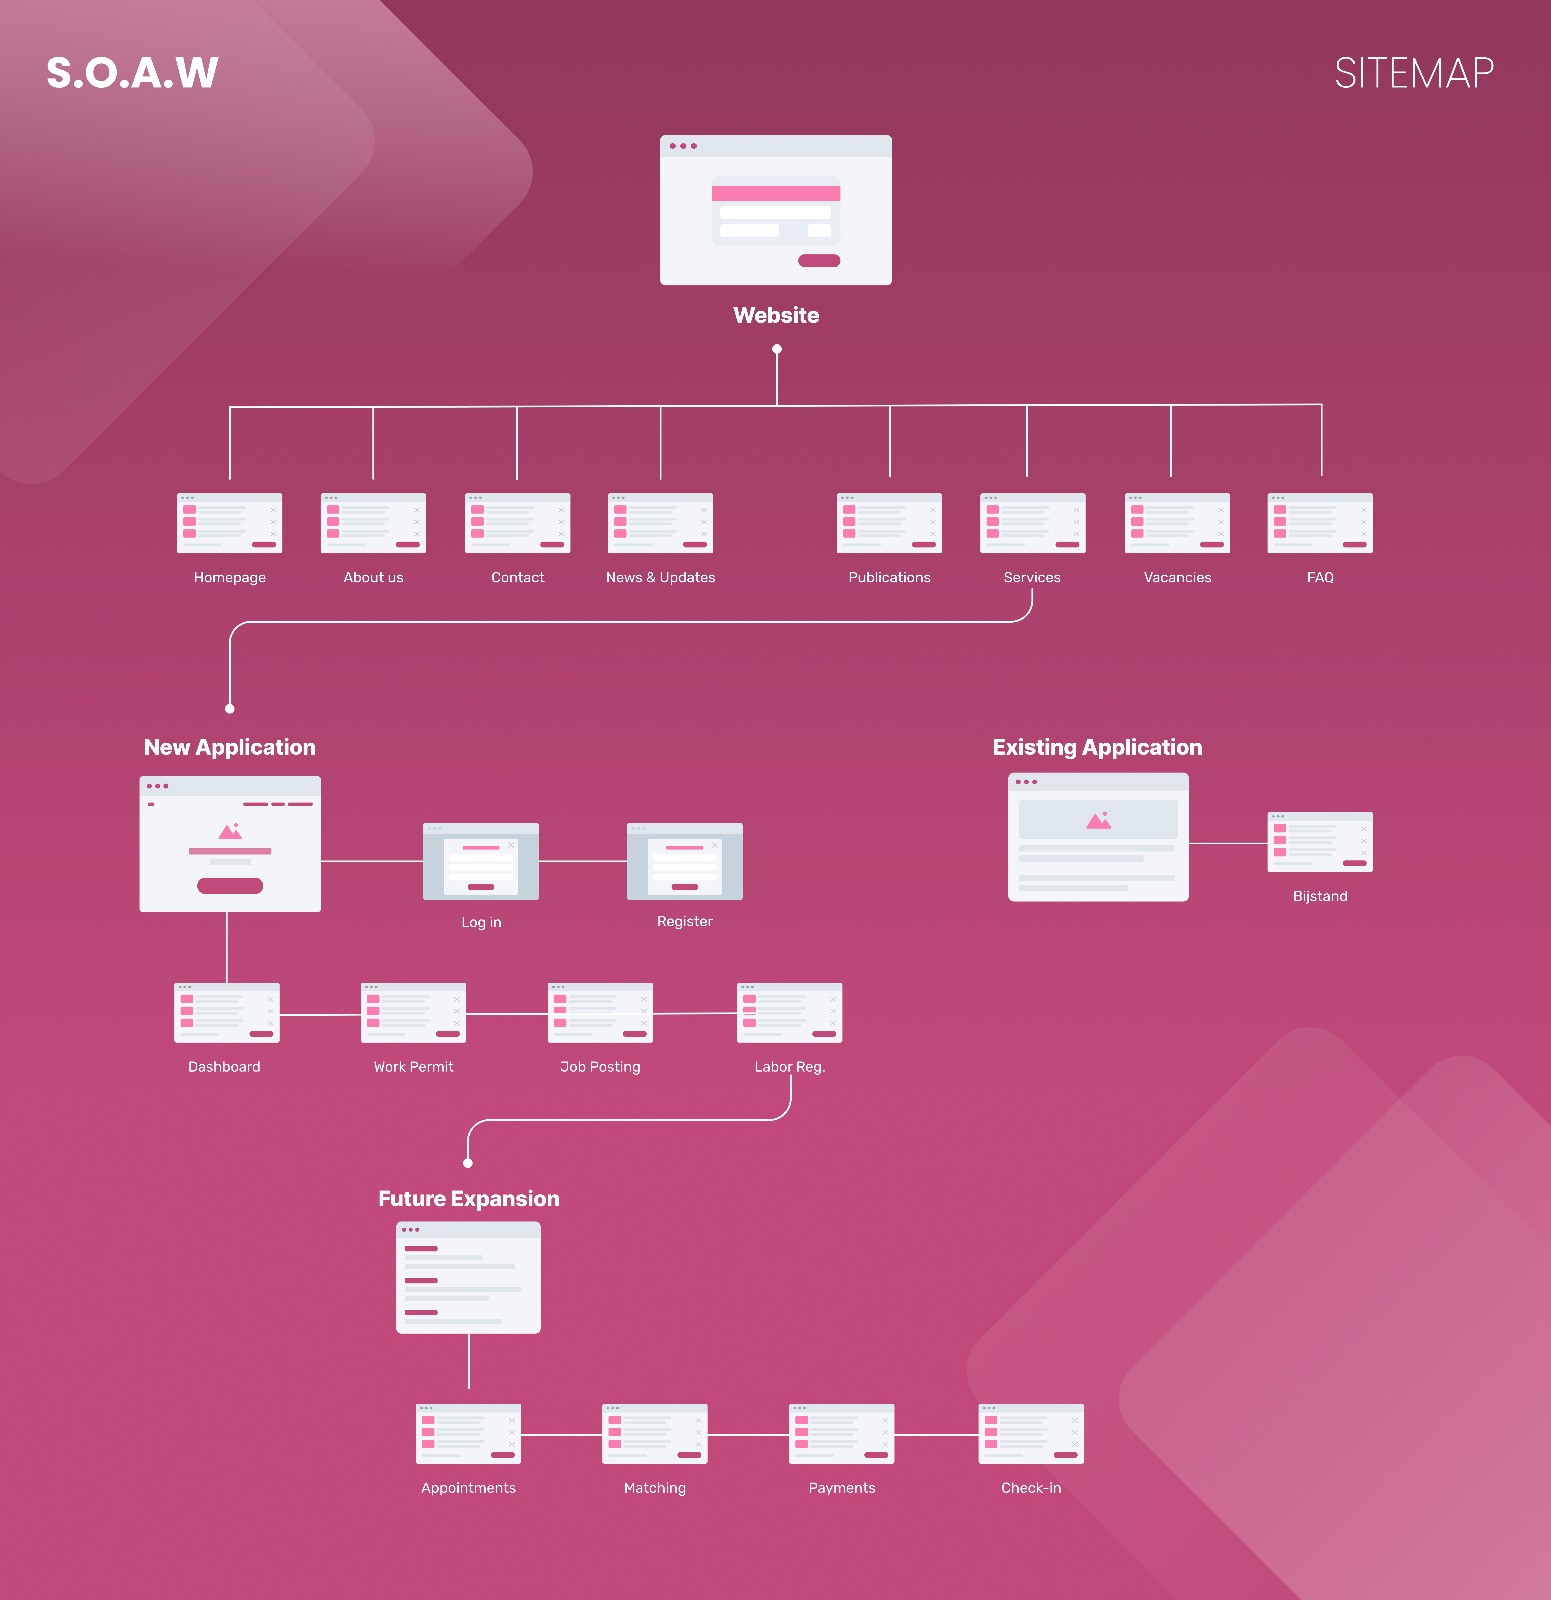 S.O.A.W
SITEMAP
Website
Homepage
About us
Contact
News & Updates
Publications
Services
Vacancies
FAQ
New Application
Existing Application
Log in
Register
Bijstand
Dashboard
Work Permit
Job Posting
Labor Reg.
Future Expansion
Appointments
Matching
Payments
Check-in